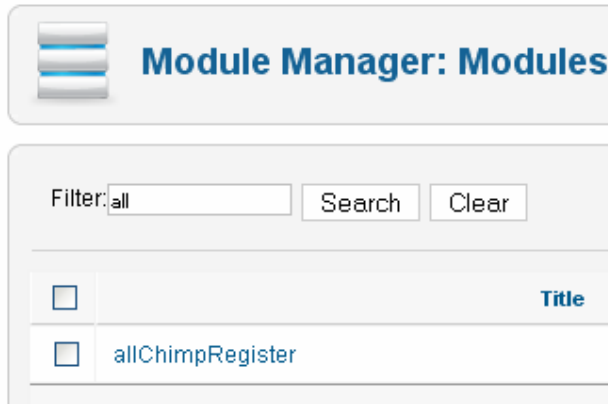 Module Manager: Modules
Filter: all Search Clear
Title
allChimpRegister